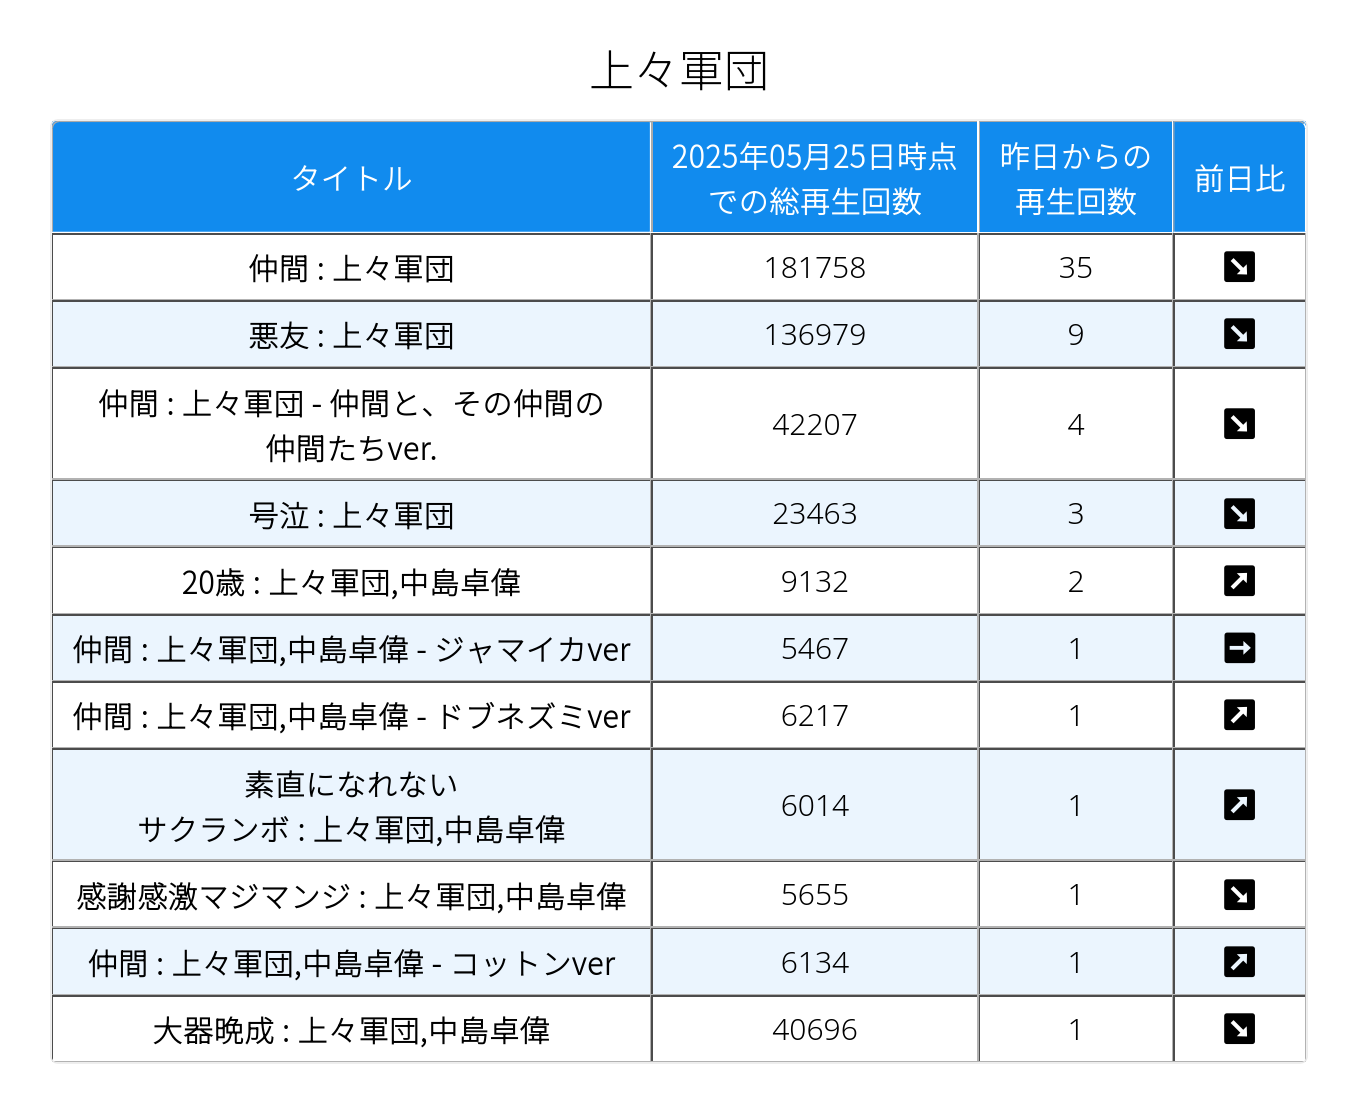 上々軍団
タイトル
2025年05月25日時点
での総再生回数
昨日からの
再生回数
前日比
仲間 : 上々軍団
181758
35
悪友 : 上々軍団
136979
9
仲間 : 上々軍団 - 仲間と、その仲間の
仲間たちver.
42207
4
号泣 : 上々軍団
23463
3
20歳 : 上々軍団,中島卓偉
9132
2
仲間 : 上々軍団,中島卓偉 - ジャマイカver
5467
1
仲間 : 上々軍団,中島卓偉 - ドブネズミver
6217
1
素直になれない
サクランボ : 上々軍団,中島卓偉
6014
1
感謝感激マジマンジ : 上々軍団,中島卓偉
5655
1
仲間 : 上々軍団,中島卓偉 - コットンver
6134
1
大器晩成 : 上々軍団,中島卓偉
40696
1